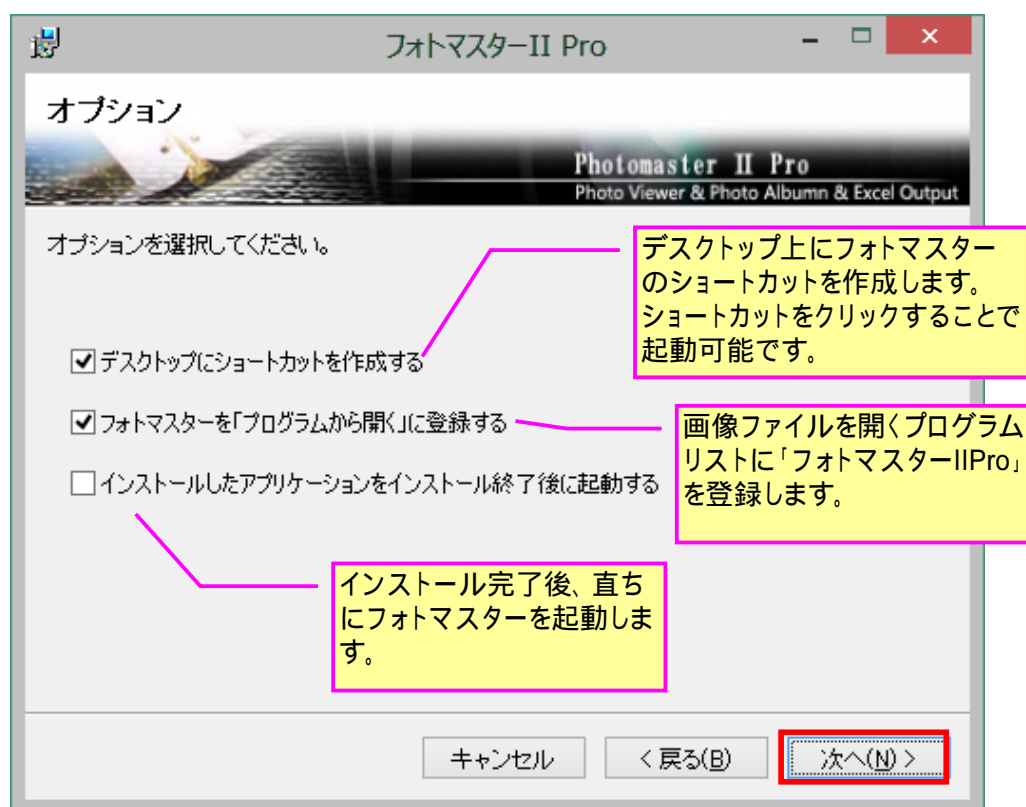 フォトマスターII Pro
オプション
Photomaster II Pro
Photo Viewer & Photo Albumn & Excel Output
オプションを選択してください。
デスクトップ上にフォトマスター
のショートカットを作成します。
ショートカットをクリックすることで
起動可能です。
デスクトップにショートカットを作成する
フォトマスターを「プログラムから開く」に登録する
画像ファイルを開くプログラム
リストに「フォトマスターIIPro」
を登録します。
インストールしたアプリケーションをインストール終了後に起動する
インストール完了後、直ち
にフォトマスターを起動しま
す。
キャンセル
< 戻る(B)
次へ(N) >